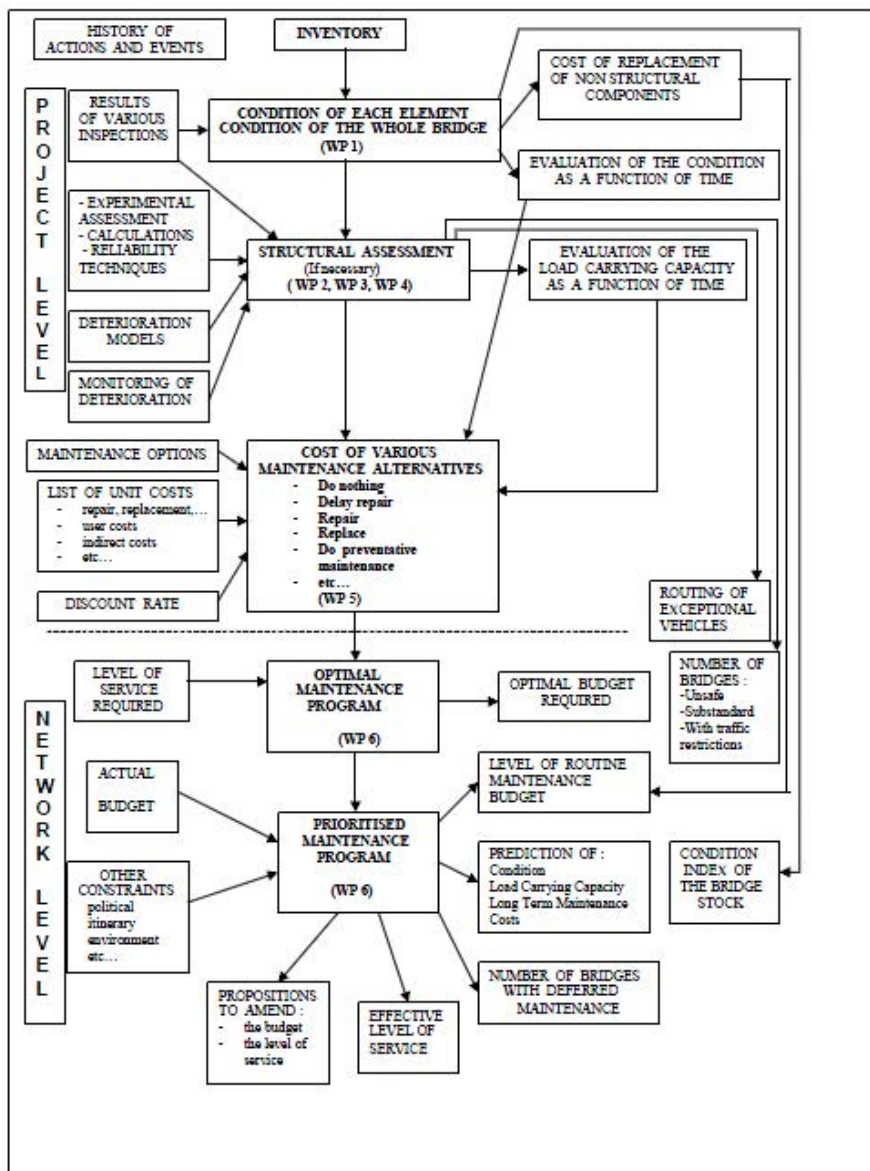 HISTORY OF
ACTIONS AND EVENTS
INVENTORY
COST OF REPLACEMENT
OF NON STRUCTURAL
COMPONENTS
PROJECT LEVEL
RESULTS
OF VARIOUS
INSPECTIONS
CONDITION OF EACH ELEMENT
CONDITION OF THE WHOLE BRIDGE
(WP 1)
EVALUATION OF THE CONDITION
AS A FUNCTION OF TIME
- EXPERIMENTAL
ASSESSMENT
- CALCULATIONS
- RELIABILITY
TECHNIQUES
STRUCTURAL ASSESSMENT
(If necessary)
( WP 2, WP 3, WP 4)
EVALUATION OF THE
LOAD CARRYING CAPACITY
AS A FUNCTION OF TIME
DETERIORATION
MODELS
MONITORING OF
DETERIORATION
MAINTENANCE OPTIONS
COST OF VARIOUS
MAINTENANCE ALTERNATIVES
- Do nothing
- Delay repair
- Repair
- Replace
- Do preventative
maintenance
- etc...
(WP 5)
LIST OF UNIT COSTS
- repair, replacement,...
- user costs
- indirect costs
- etc...
DISCOUNT RATE
ROUTING OF
EXCEPTIONAL
VEHICLES
NETWORK LEVEL
LEVEL OF
SERVICE
REQUIRED
OPTIMAL
MAINTENANCE
PROGRAM
(WP 6)
OPTIMAL BUDGET
REQUIRED
NUMBER OF
BRIDGES :
-Unsafe
-Substandard
-With traffic
restrictions
ACTUAL
BUDGET
LEVEL OF ROUTINE
MAINTENANCE
BUDGET
PRIORITISED
MAINTENANCE
PROGRAM
(WP 6)
PREDICTION OF :
Condition
Load Carrying Capacity
Long Term Maintenance
Costs
CONDITION
INDEX OF
THE BRIDGE
STOCK
OTHER
CONSTRAINTS
political
itinerary
environment
etc...
NUMBER OF BRIDGES
WITH DEFERRED
MAINTENANCE
PROPOSITIONS
TO AMEND :
- the budget
- the level of
service
EFFECTIVE
LEVEL OF
SERVICE